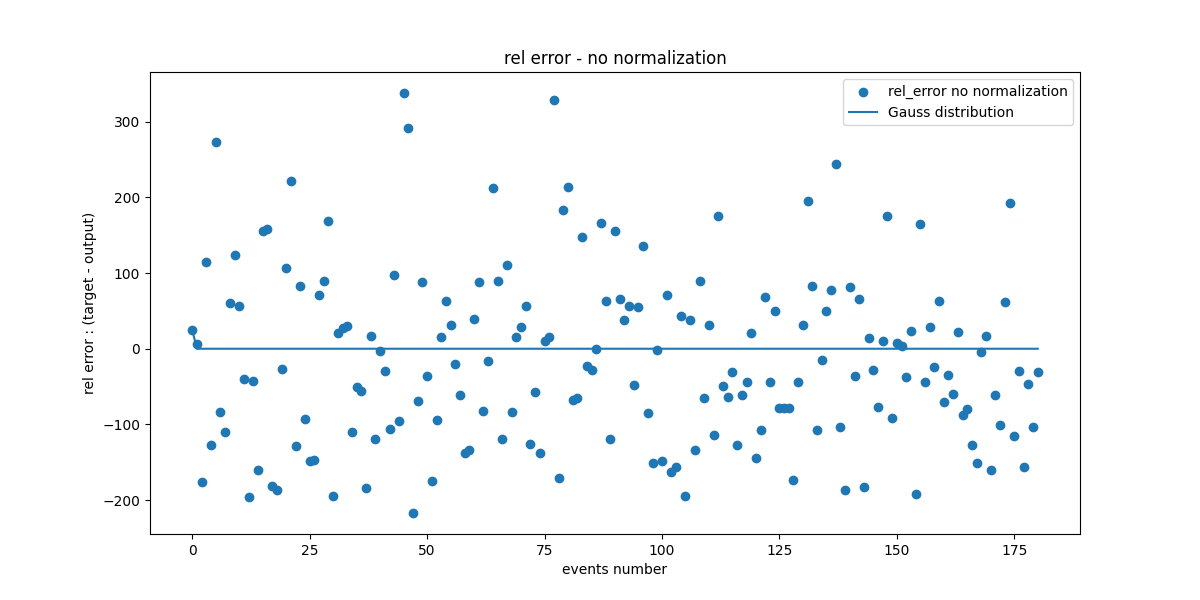 rel error - no normalization
rel_error no normalization
Gauss distribution
300
200
100
0
−100
−200
rel error : (target - output)
0
25
50
75
100
125
150
175
events number